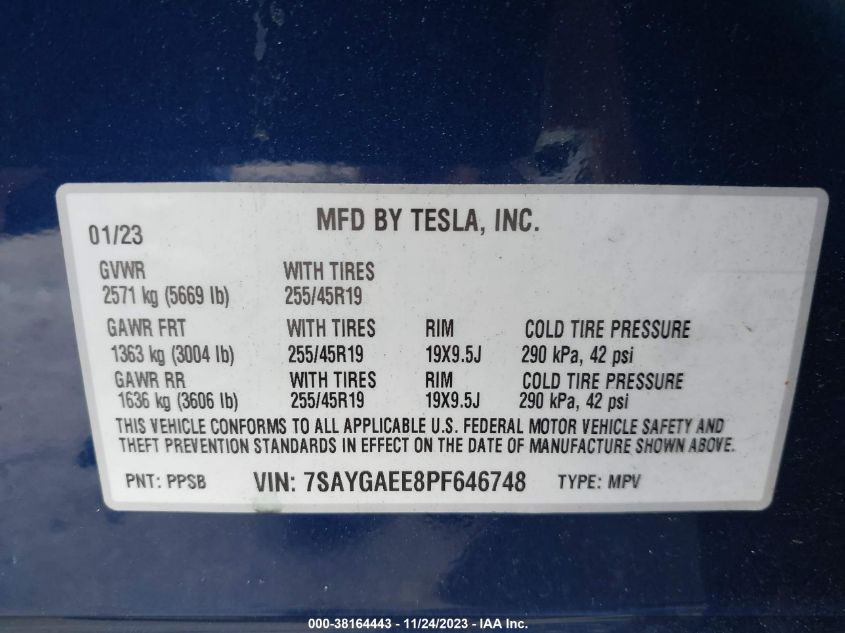 MFD BY TESLA, INC.
01/23
GVWR WITH TIRES
2571 kg (5669 lb) 255/45R19
GAWR FRT WITH TIRES RIM COLD TIRE PRESSURE
1363 kg (3004 lb) 255/45R19 19X9.5J 290 kPa, 42 psi
GAWR RR WITH TIRES RIM COLD TIRE PRESSURE
1636 kg (3606 lb) 255/45R19 19X9.5J 290 kPa, 42 psi
THIS VEHICLE CONFORMS TO ALL APPLICABLE U.S. FEDERAL MOTOR VEHICLE SAFETY AND
THEFT PREVENTION STANDARDS IN EFFECT ON THE DATE OF MANUFACTURE SHOWN ABOVE.
PNT: PPSB VIN: 7SAYGAEE8PF646748 TYPE: MPV
000-38164443 - 11/24/2023 - IAA Inc.